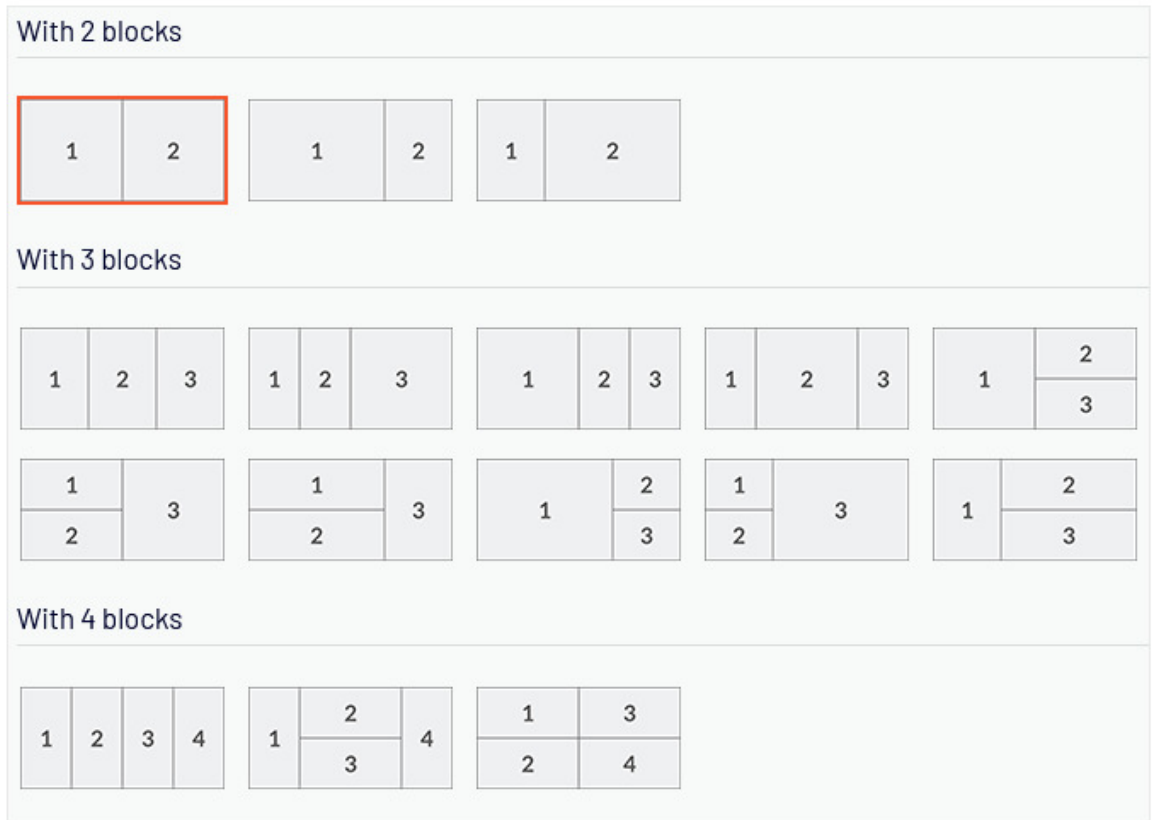 With 2 blocks
1 2 1 2 1 2
With 3 blocks
1 2 3 1 2 3 1 2 3 1 2 3 1 2 3
1 2 3 1 2 3 1 2 3 1 2 3 1 2 3
With 4 blocks
1 2 3 4 1 2 3 4 1 3 2 4